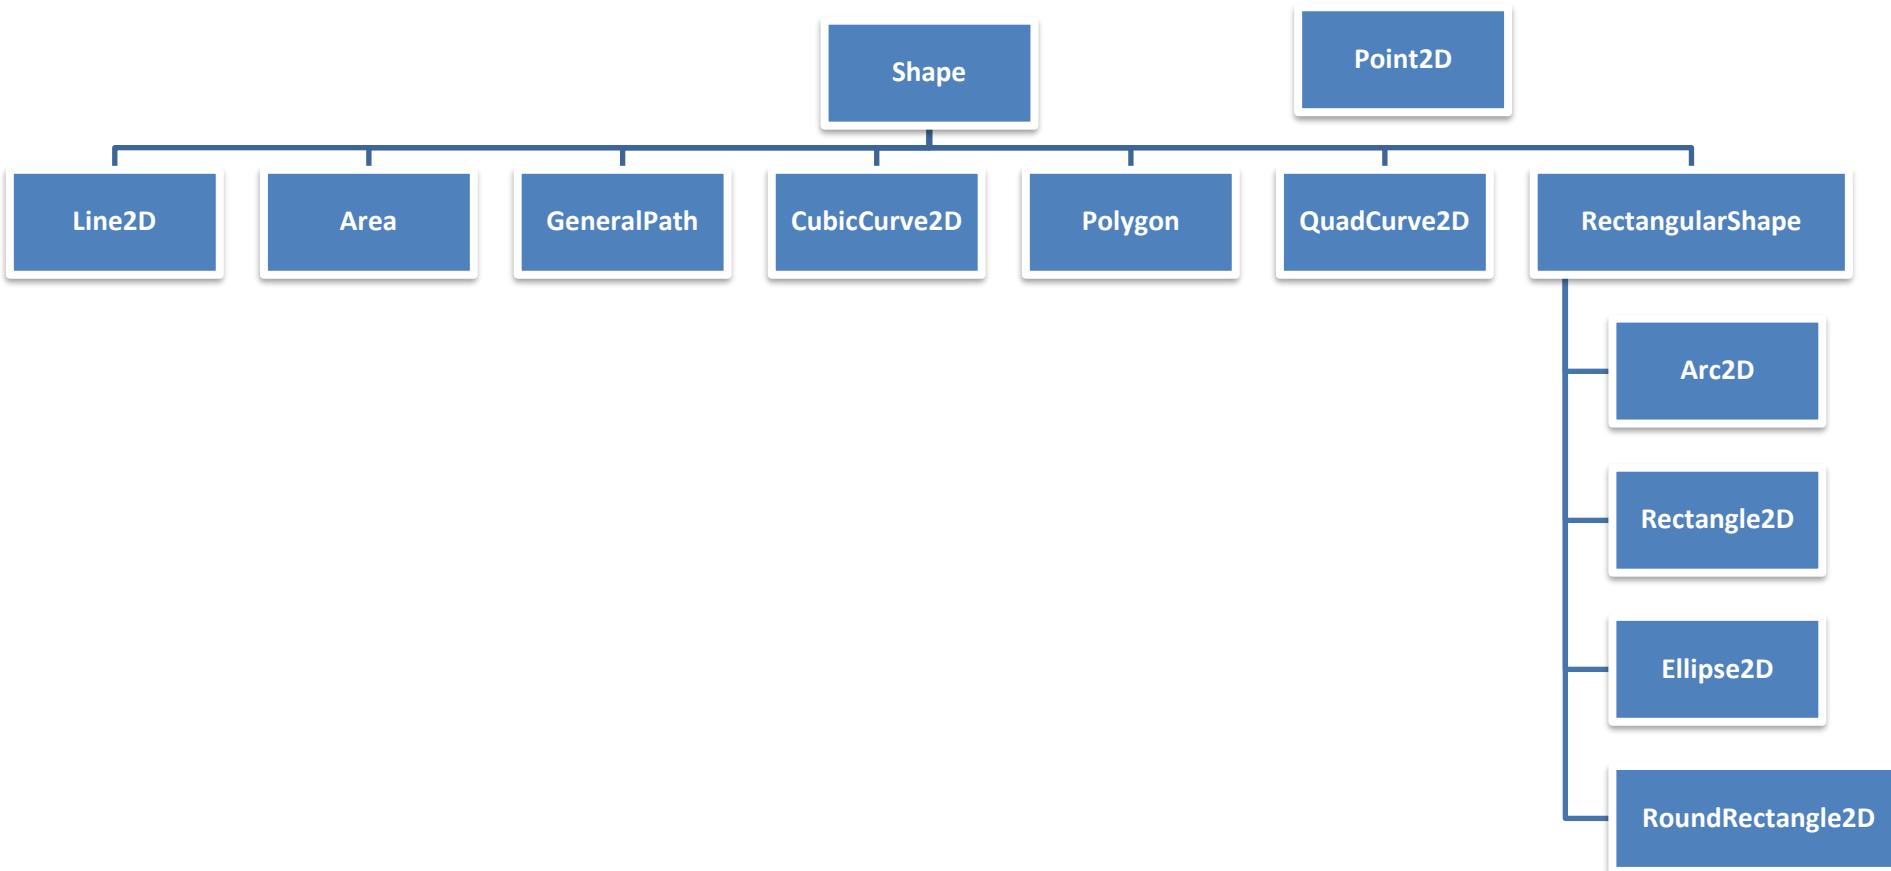 Shape
Point2D
Line2D
Area
GeneralPath
CubicCurve2D
Polygon
QuadCurve2D
RectangularShape
Arc2D
Rectangle2D
Ellipse2D
RoundRectangle2D